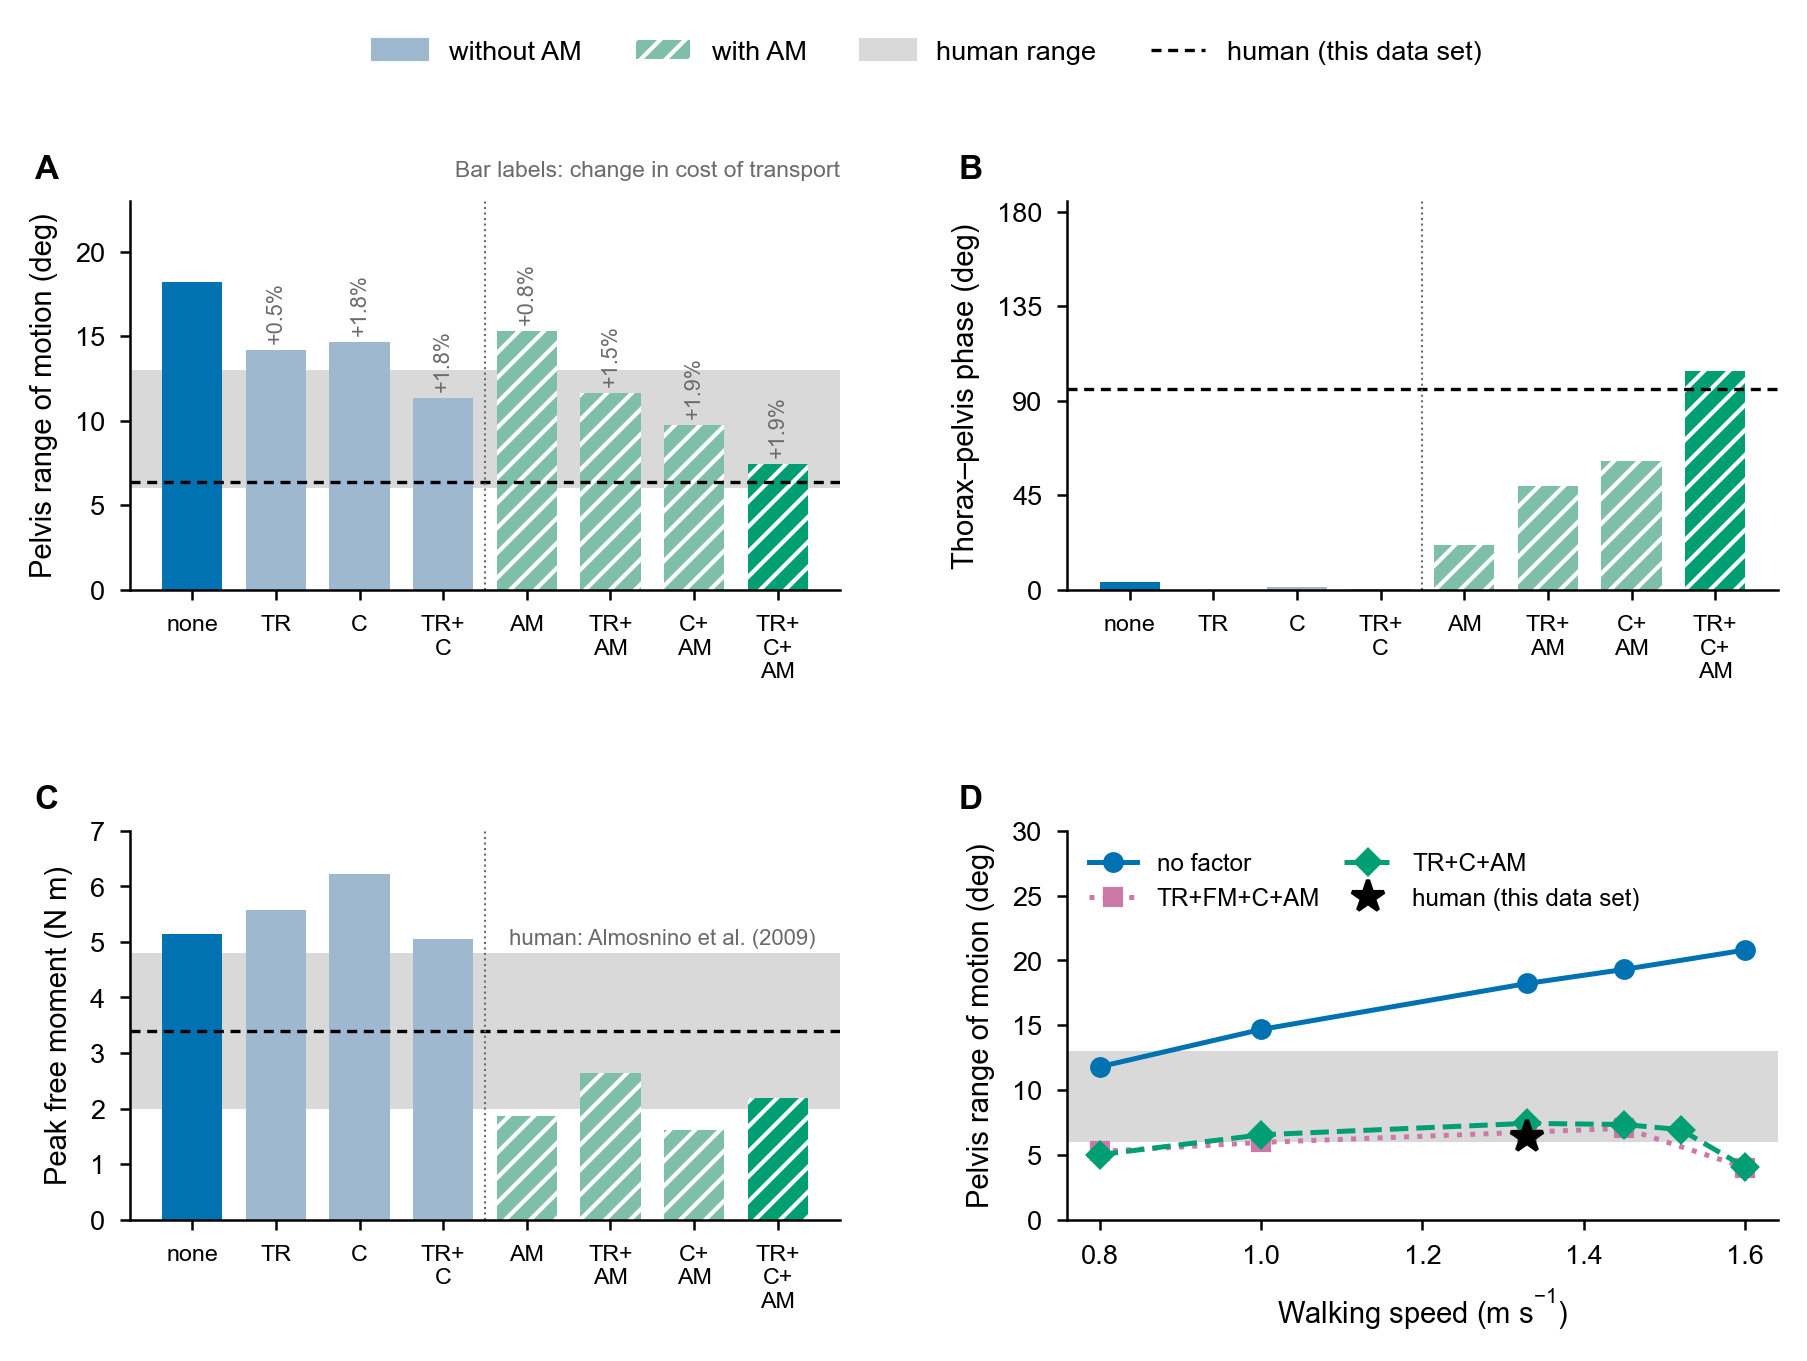 without AM
with AM
human range
human (this data set)
A
Bar labels: change in cost of transport
Pelvis range of motion (deg)
20
15
10
5
0
+0.5%
+1.8%
+1.8%
+0.8%
+1.5%
+1.9%
+1.9%
none
TR
C
TR+
C
AM
TR+
AM
C+
AM
TR+
C+
AM
B
Thorax–pelvis phase (deg)
180
135
90
45
0
none
TR
C
TR+
C
AM
TR+
AM
C+
AM
TR+
C+
AM
C
Peak free moment (N m)
7
6
5
4
3
2
1
0
human: Almosnino et al. (2009)
none
TR
C
TR+
C
AM
TR+
AM
C+
AM
TR+
C+
AM
D
Pelvis range of motion (deg)
30
25
20
15
10
5
0
no factor
TR+FM+C+AM
TR+C+AM
human (this data set)
0.8
1.0
1.2
1.4
1.6
Walking speed (m s⁻¹)